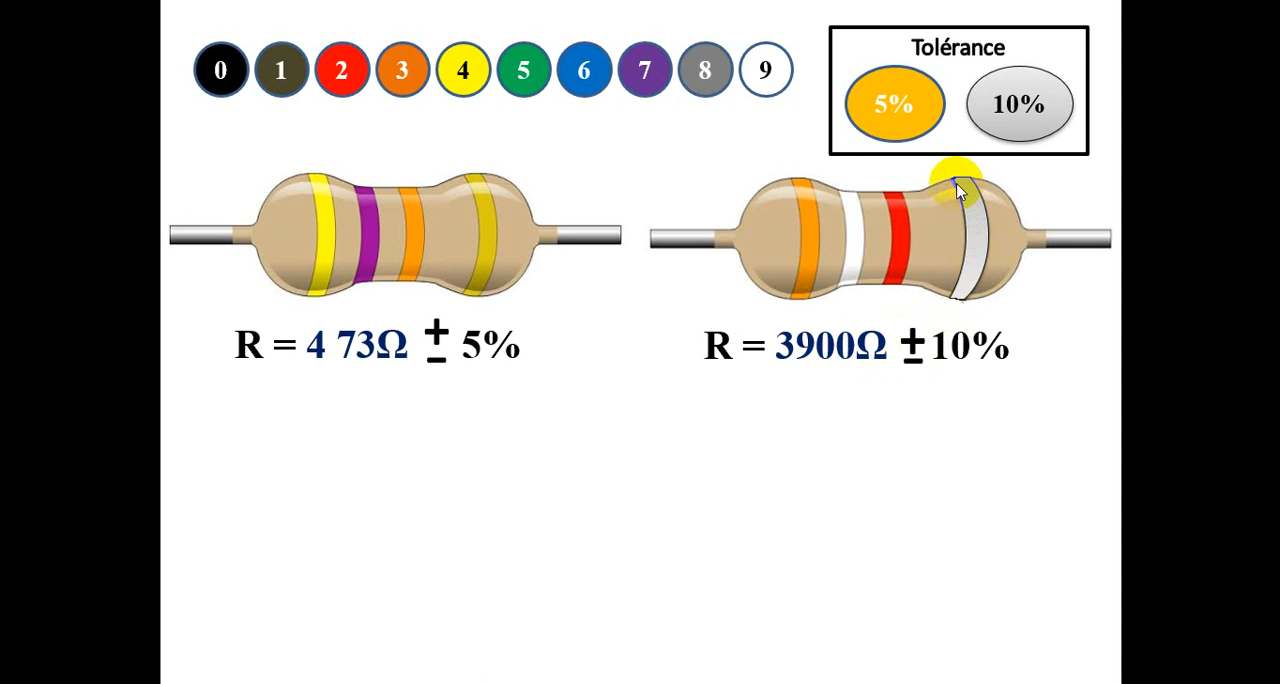 0 1 2 3 4 5 6 7 8 9
Tolérance
5% 10%
R = 4 73Ω ± 5%
R = 3900Ω ±10%